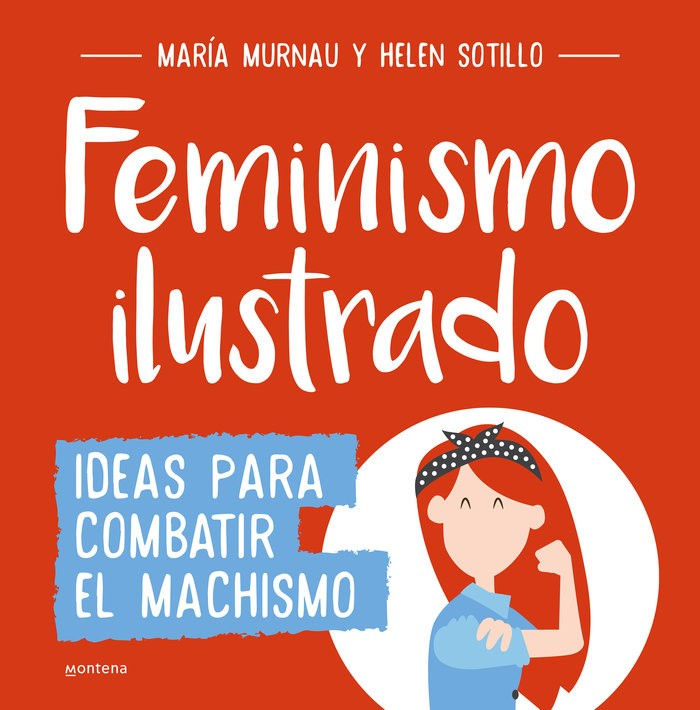 MARÍA MURNAU Y HELEN SOTILLO
Feminismo
ilustrado
IDEAS PARA
COMBATIR
EL MACHISMO
Montena